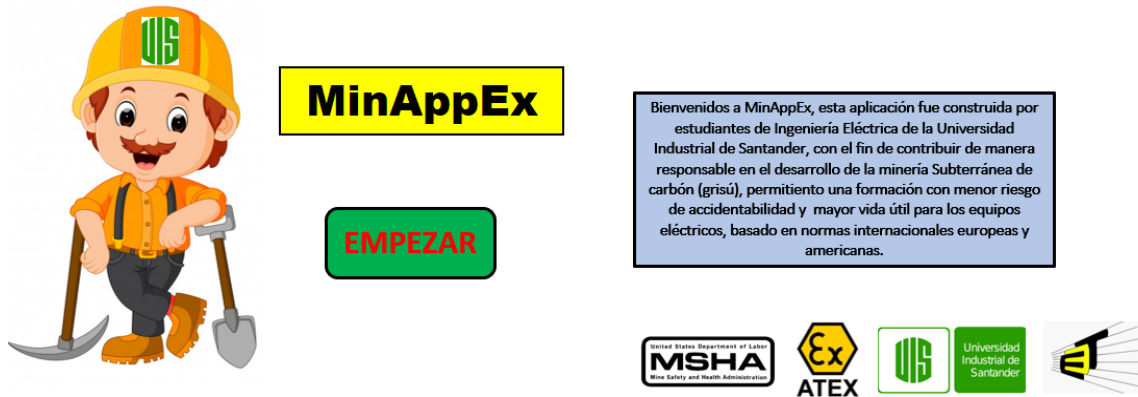 UIS
MinAppEx
EMPEZAR
Bienvenidos a MinAppEx, esta aplicación fue construida por
estudiantes de Ingeniería Eléctrica de la Universidad
Industrial de Santander, con el fin de contribuir de manera
responsable en el desarrollo de la minería Subterránea de
carbón (grisú), permitiento una formación con menor riesgo
de accidentabilidad y mayor vida útil para los equipos
eléctricos, basado en normas internacionales europeas y
americanas.
United States Department of Labor
MSHA
Mine Safety and Health Administration
Ex
ATEX
UIS
Universidad
Industrial de
Santander